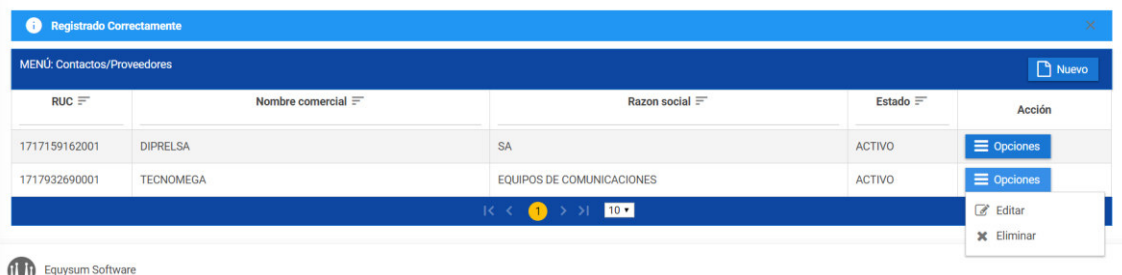 Registrado Correctamente
MENÚ: Contactos/Proveedores
Nuevo
RUC Nombre comercial Razon social Estado Acción
1717159162001 DIPRELSA SA ACTIVO Opciones
1717932690001 TECNOMEGA EQUIPOS DE COMUNICACIONES ACTIVO Opciones
1 10
Editar
Eliminar
Equysum Software